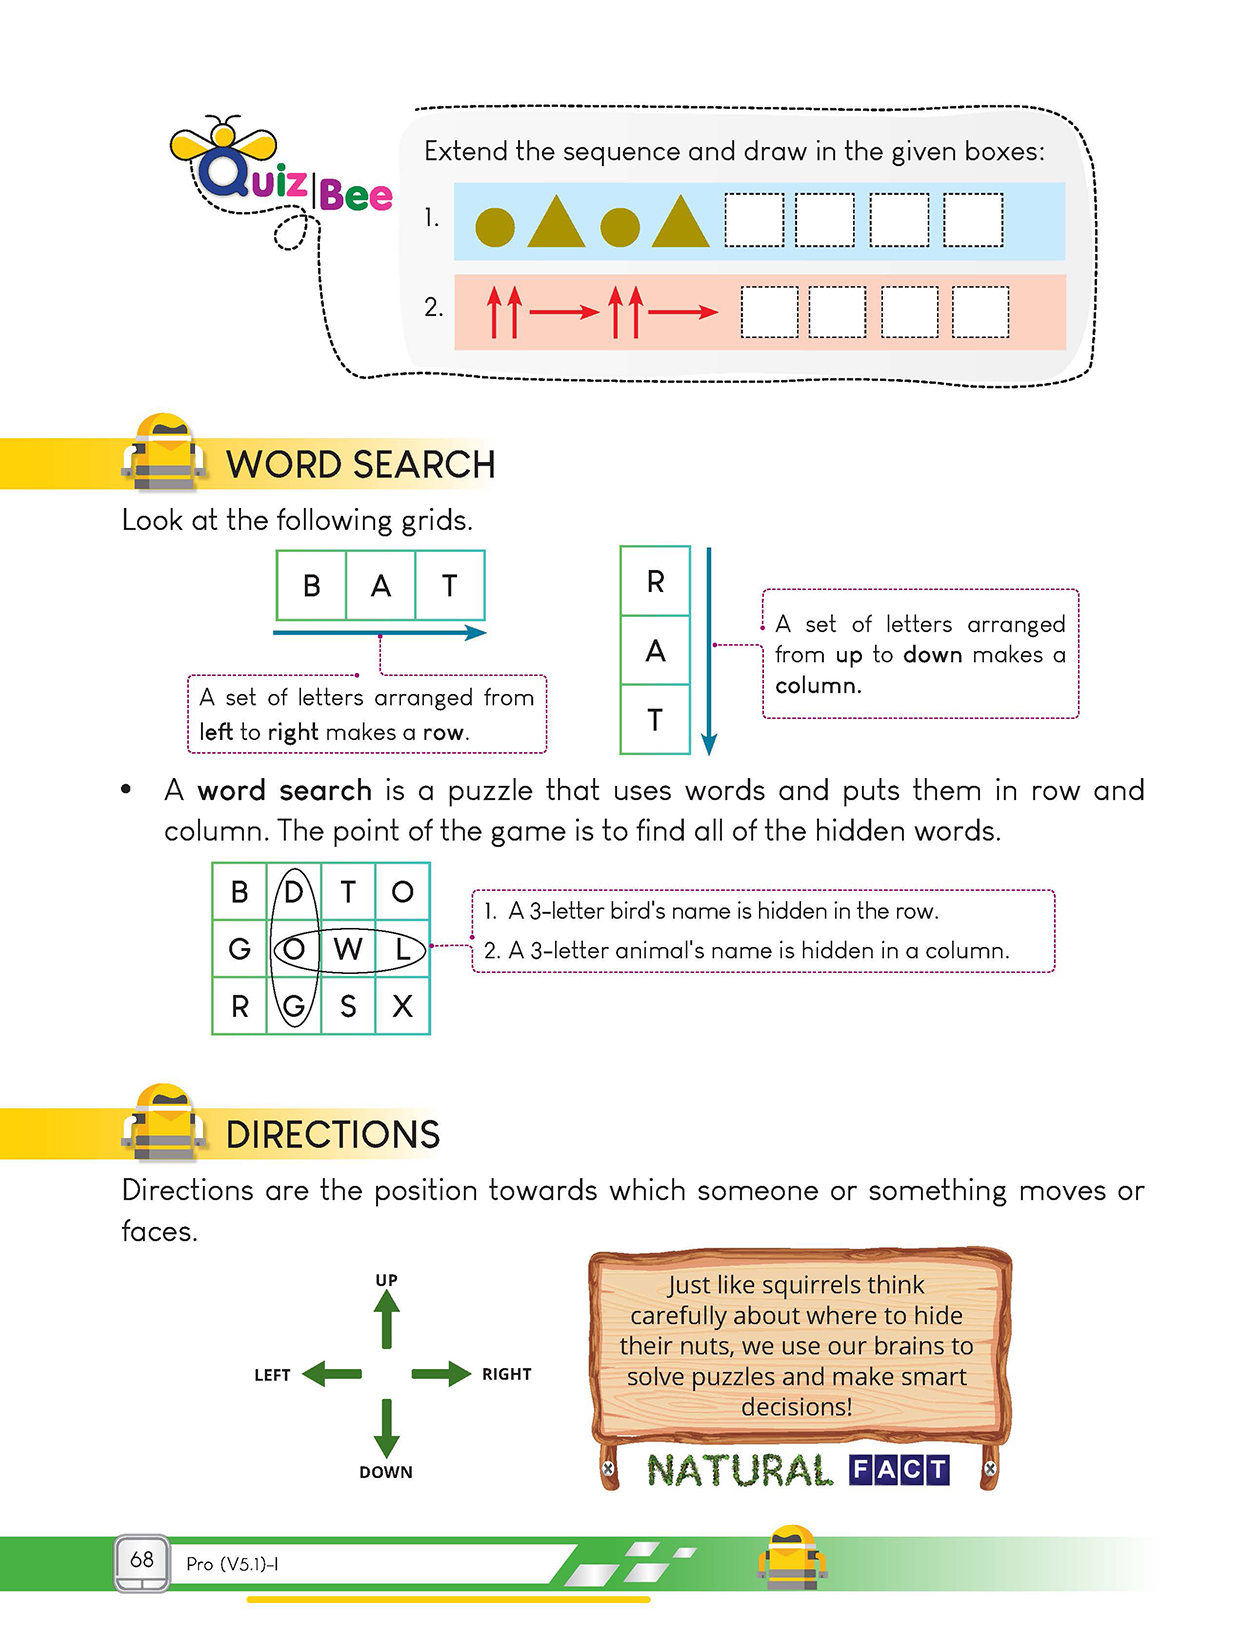 Quiz Bee
Extend the sequence and draw in the given boxes:
1.
2.
WORD SEARCH
Look at the following grids.
B A T
R
A
T
A set of letters arranged from
left to right makes a row.
A set of letters arranged
from up to down makes a
column.
• A word search is a puzzle that uses words and puts them in row and
column. The point of the game is to find all of the hidden words.
B D T O
G O W L
R G S X
1. A 3-letter bird's name is hidden in the row.
2. A 3-letter animal's name is hidden in a column.
DIRECTIONS
Directions are the position towards which someone or something moves or
faces.
UP
LEFT
RIGHT
DOWN
Just like squirrels think
carefully about where to hide
their nuts, we use our brains to
solve puzzles and make smart
decisions!
NATURAL FACT
68
Pro (V5.1)-I